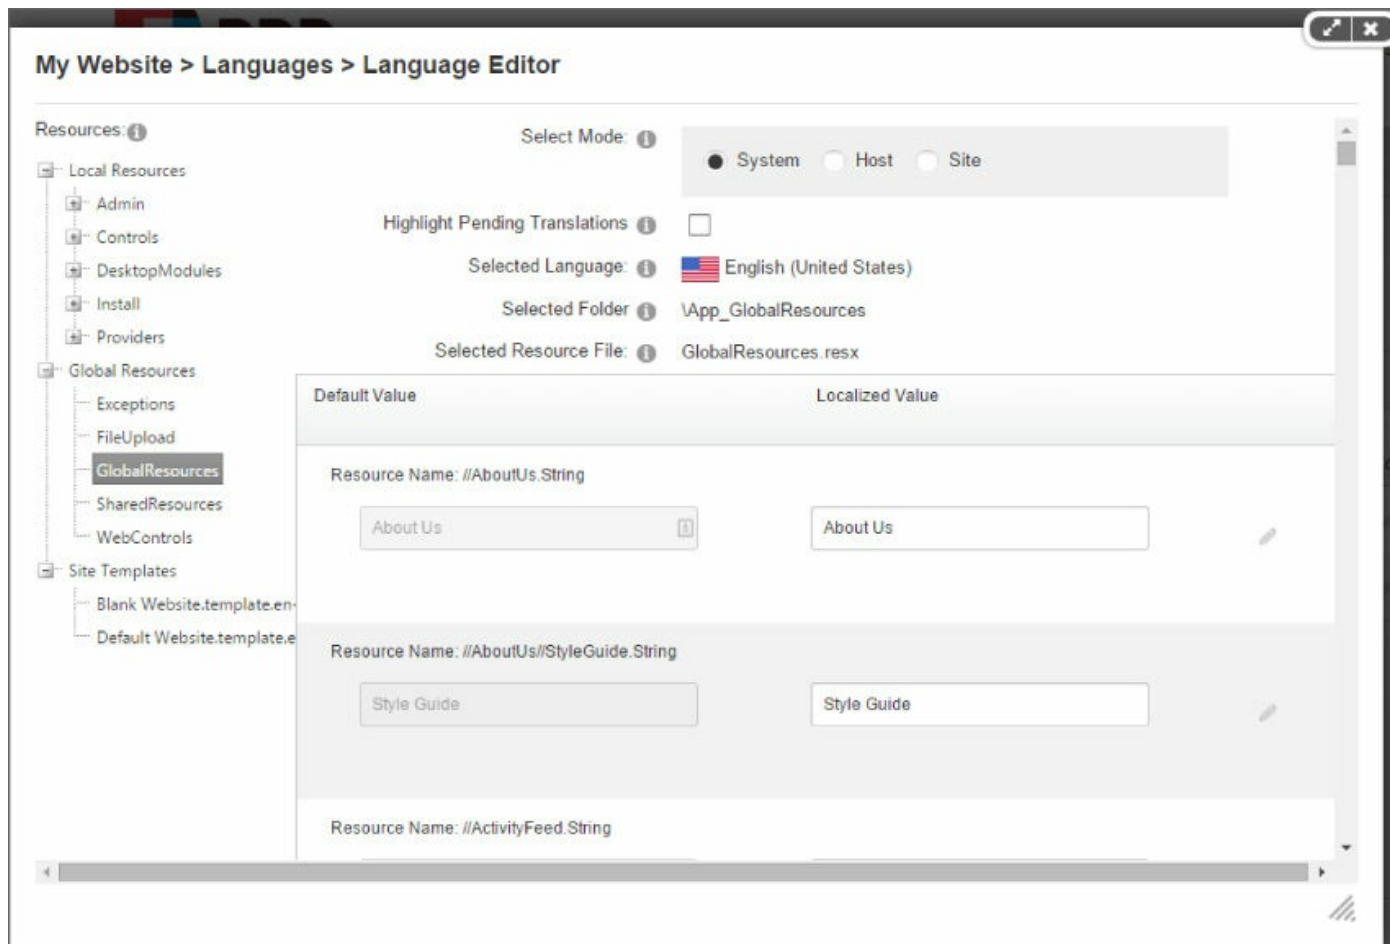 My Website > Languages > Language Editor
Resources:
Local Resources
Admin
Controls
DesktopModules
Install
Providers
Global Resources
Exceptions
FileUpload
GlobalResources
SharedResources
WebControls
Site Templates
Blank Website.template.en-
Default Website.template.e
Select Mode:
System Host Site
Highlight Pending Translations
Selected Language: English (United States)
Selected Folder \App_GlobalResources
Selected Resource File: GlobalResources.resx
Default Value Localized Value
Resource Name: //AboutUs.String
About Us About Us
Resource Name: //AboutUs//StyleGuide.String
Style Guide Style Guide
Resource Name: //ActivityFeed.String